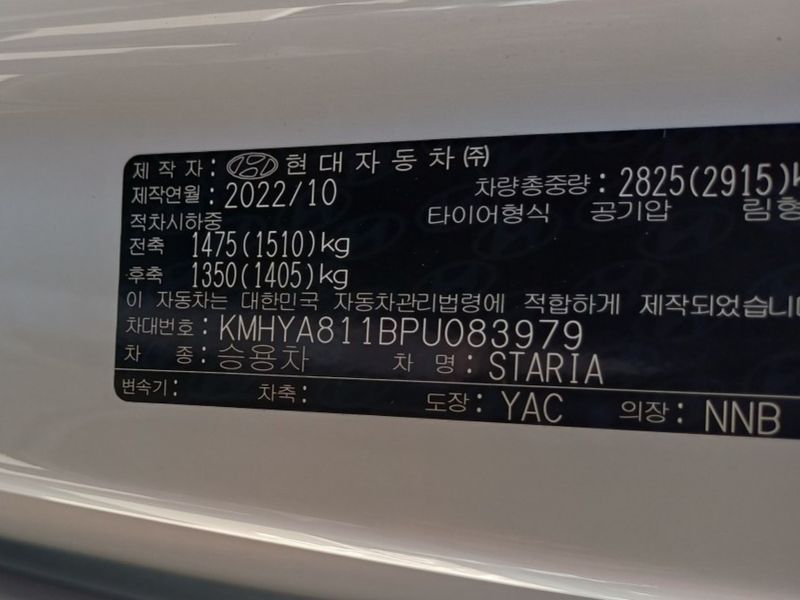 제 작 자 : 현대자동차㈜
제작연월 : 2022/10 차량총중량 : 2825(2915)k
적차시하중 타이어형식 공기압 림형
전축 1475(1510)kg
후축 1350(1405)kg
이 자동차는 대한민국 자동차관리법령에 적합하게 제작되었습니
차대번호 : KMHYA811BPU083979
차 종 : 승용차 차 명 : STARIA
변속기 : 차축 : 도장 : YAC 의장 : NNB